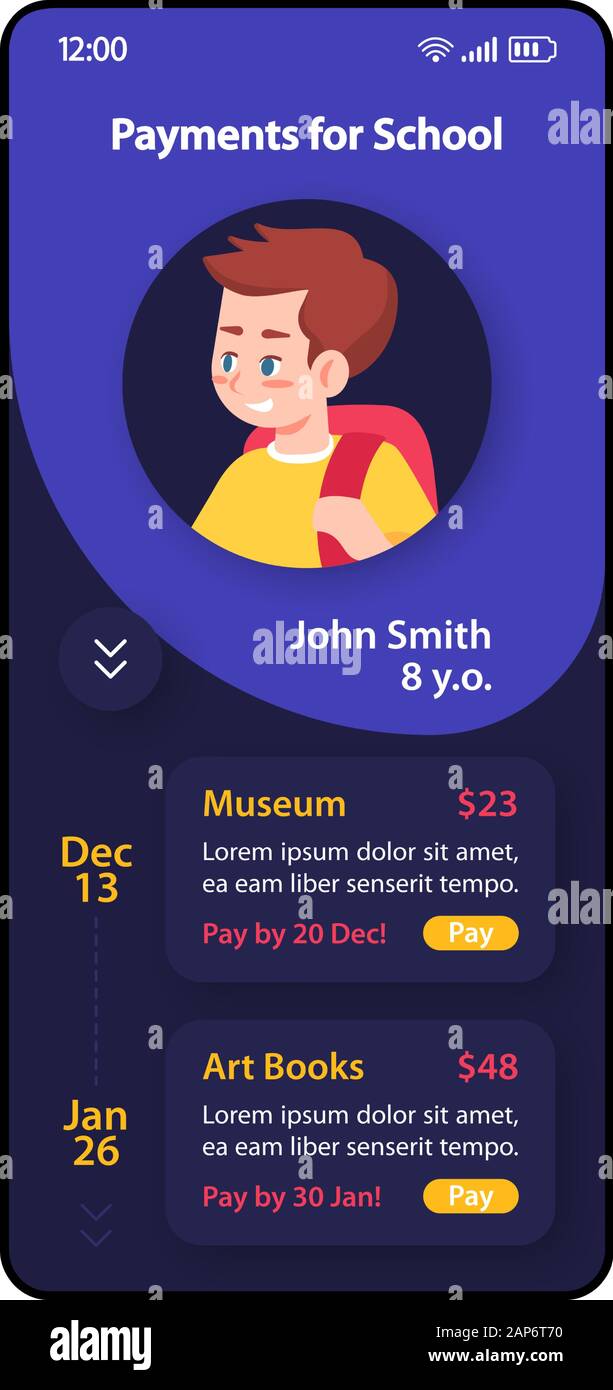 12:00
Payments for School
John Smith
8 y.o.
Dec
13
Museum $23
Lorem ipsum dolor sit amet,
ea eam liber senserit tempo.
Pay by 20 Dec! Pay
Jan
26
Art Books $48
Lorem ipsum dolor sit amet,
ea eam liber senserit tempo.
Pay by 30 Jan! Pay
alamy
Image ID: 2AP6T70
www.alamy.com